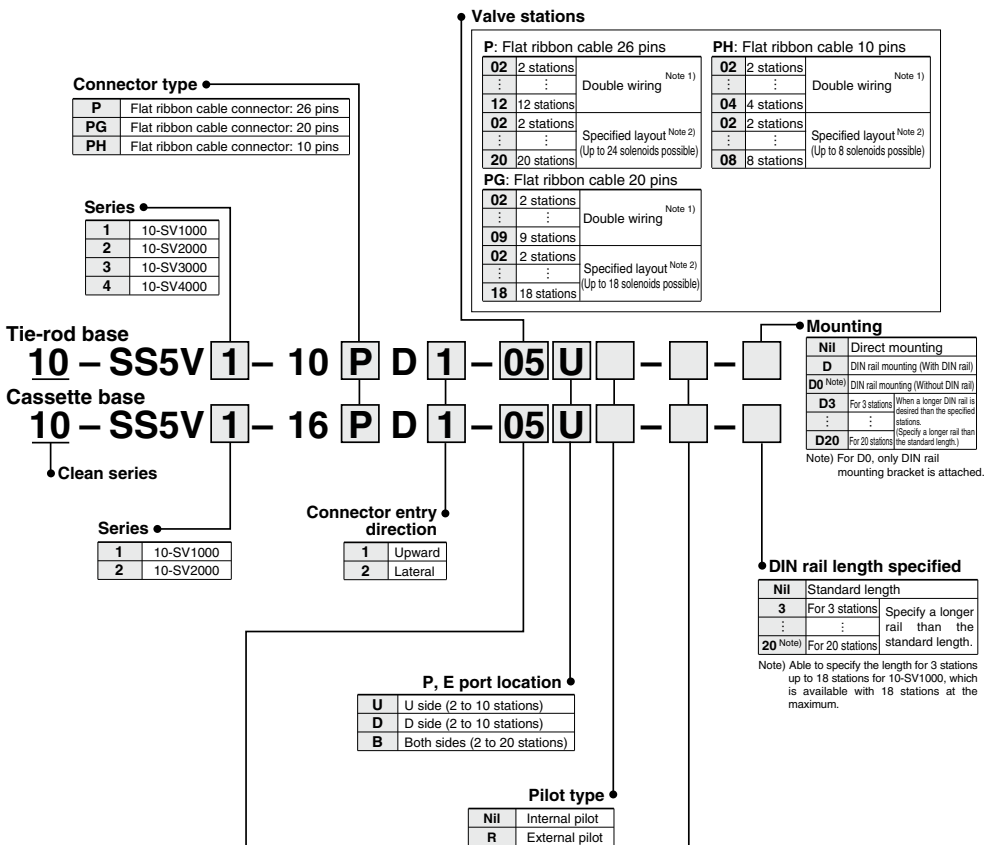 Valve stations
P: Flat ribbon cable 26 pins
02 2 stations
⋮ ⋮
12 12 stations
Double wiring Note 1)
02 2 stations
⋮ ⋮
20 20 stations
Specified layout Note 2)
(Up to 24 solenoids possible)
PH: Flat ribbon cable 10 pins
02 2 stations
⋮ ⋮
04 4 stations
Double wiring Note 1)
02 2 stations
⋮ ⋮
08 8 stations
Specified layout Note 2)
(Up to 8 solenoids possible)
PG: Flat ribbon cable 20 pins
02 2 stations
⋮ ⋮
09 9 stations
Double wiring Note 1)
02 2 stations
⋮ ⋮
18 18 stations
Specified layout Note 2)
(Up to 18 solenoids possible)
Connector type
P Flat ribbon cable connector: 26 pins
PG Flat ribbon cable connector: 20 pins
PH Flat ribbon cable connector: 10 pins
Series
1 10-SV1000
2 10-SV2000
3 10-SV3000
4 10-SV4000
Tie-rod base
10 – SS5V 1 – 10 P D 1 – 05 U – –
Cassette base
10 – SS5V 1 – 16 P D 1 – 05 U – –
Clean series
Mounting
Nil Direct mounting
D DIN rail mounting (With DIN rail)
D0 Note) DIN rail mounting (Without DIN rail)
D3 For 3 stations
⋮ ⋮
D20 For 20 stations
When a longer DIN rail is
desired than the specified
stations.
(Specify a longer rail than
the standard length.)
Note) For D0, only DIN rail
mounting bracket is attached.
Series
1 10-SV1000
2 10-SV2000
Connector entry
direction
1 Upward
2 Lateral
DIN rail length specified
Nil Standard length
3 For 3 stations
⋮ ⋮
20 Note) For 20 stations
Specify a longer
rail than the
standard length.
Note) Able to specify the length for 3 stations
up to 18 stations for 10-SV1000, which
is available with 18 stations at the
maximum.
P, E port location
U U side (2 to 10 stations)
D D side (2 to 10 stations)
B Both sides (2 to 20 stations)
Pilot type
Nil Internal pilot
R External pilot